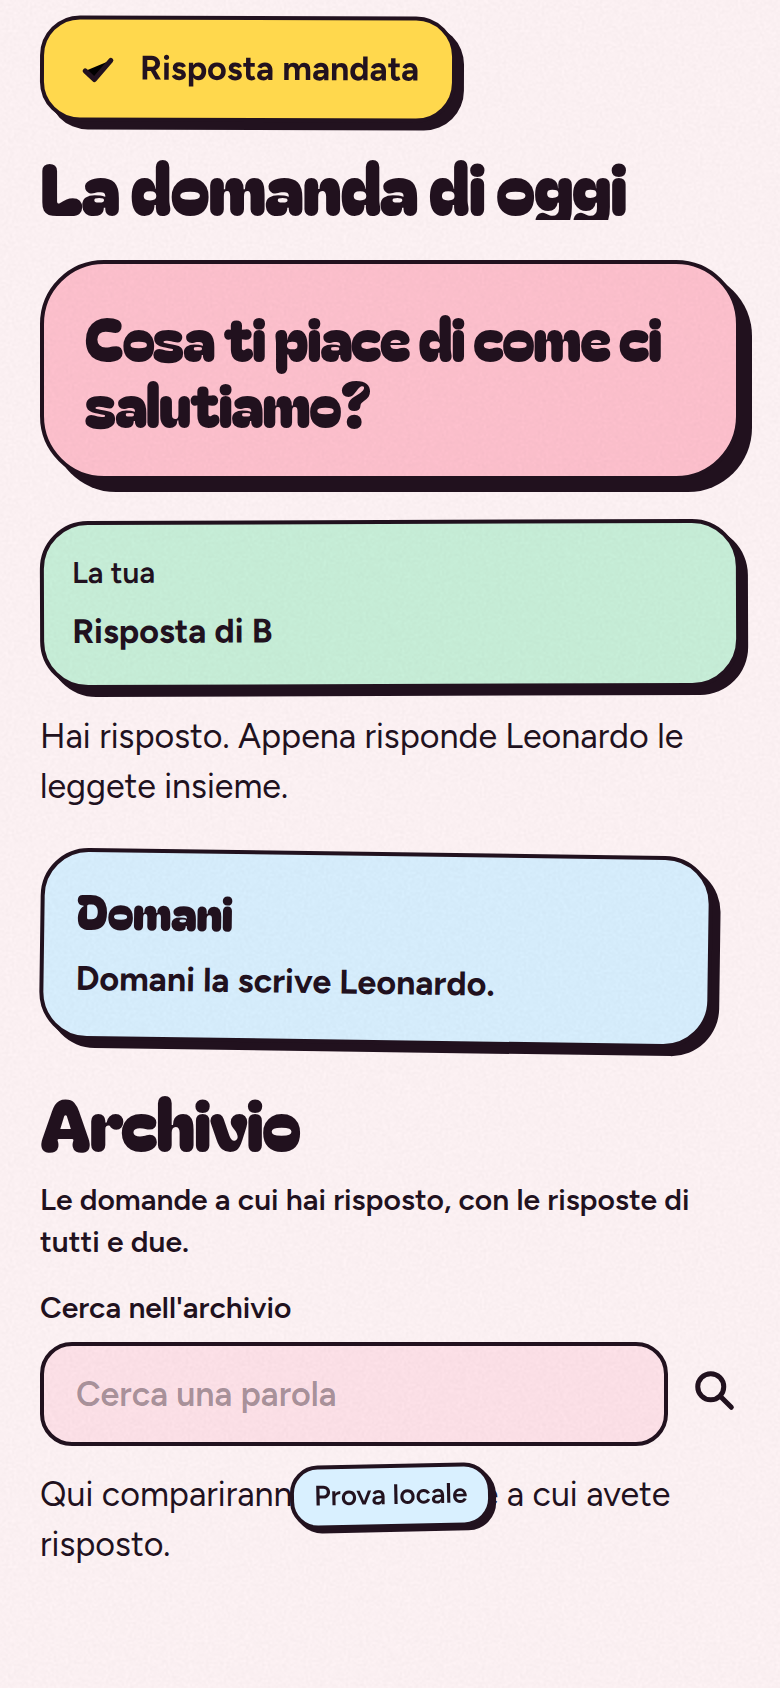 Risposta mandata
La domanda di oggi
Cosa ti piace di come ci
salutiamo?
La tua
Risposta di B
Hai risposto. Appena risponde Leonardo le
leggete insieme.
Domani
Domani la scrive Leonardo.
Archivio
Le domande a cui hai risposto, con le risposte di
tutti e due.
Cerca nell'archivio
Cerca una parola
Qui a cui avete
Prova locale
risposto.